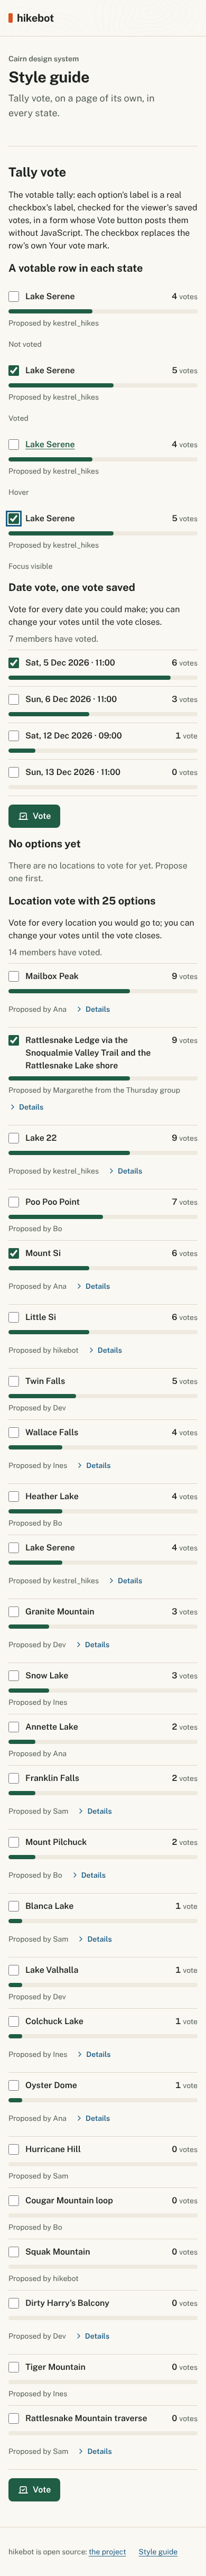 hikebot
Cairn design system
Style guide
Tally vote, on a page of its own, in
every state.
Tally vote
The votable tally: each option's label is a real
checkbox's label, checked for the viewer's saved
votes, in a form whose Vote button posts them
without JavaScript. The checkbox replaces the
row's own Your vote mark.
A votable row in each state
Lake Serene 4 votes
Proposed by kestrel_hikes
Not voted
Lake Serene 5 votes
Proposed by kestrel_hikes
Voted
Lake Serene 4 votes
Proposed by kestrel_hikes
Hover
Lake Serene 5 votes
Proposed by kestrel_hikes
Focus visible
Date vote, one vote saved
Vote for every date you could make; you can
change your votes until the vote closes.
7 members have voted.
Sat, 5 Dec 2026 · 11:00 6 votes
Sun, 6 Dec 2026 · 11:00 3 votes
Sat, 12 Dec 2026 · 09:00 1 vote
Sun, 13 Dec 2026 · 11:00 0 votes
Vote
No options yet
There are no locations to vote for yet. Propose
one first.
Location vote with 25 options
Vote for every location you would go to; you can
change your votes until the vote closes.
14 members have voted.
Mailbox Peak 9 votes
Proposed by Ana Details
Rattlesnake Ledge via the 9 votes
Snoqualmie Valley Trail and the
Rattlesnake Lake shore
Proposed by Margarethe from the Thursday group
Details
Lake 22 9 votes
Proposed by kestrel_hikes Details
Poo Poo Point 7 votes
Proposed by Bo
Mount Si 6 votes
Proposed by Ana Details
Little Si 6 votes
Proposed by hikebot Details
Twin Falls 5 votes
Proposed by Dev
Wallace Falls 4 votes
Proposed by Ines Details
Heather Lake 4 votes
Proposed by Bo
Lake Serene 4 votes
Proposed by kestrel_hikes Details
Granite Mountain 3 votes
Proposed by Dev Details
Snow Lake 3 votes
Proposed by Ines
Annette Lake 2 votes
Proposed by Ana
Franklin Falls 2 votes
Proposed by Sam Details
Mount Pilchuck 2 votes
Proposed by Bo Details
Blanca Lake 1 vote
Proposed by Sam Details
Lake Valhalla 1 vote
Proposed by Dev
Colchuck Lake 1 vote
Proposed by Ines Details
Oyster Dome 1 vote
Proposed by Ana Details
Hurricane Hill 0 votes
Proposed by Sam
Cougar Mountain loop 0 votes
Proposed by Bo
Squak Mountain 0 votes
Proposed by hikebot
Dirty Harry's Balcony 0 votes
Proposed by Dev Details
Tiger Mountain 0 votes
Proposed by Ines
Rattlesnake Mountain traverse 0 votes
Proposed by Sam Details
Vote
hikebot is open source: the project Style guide